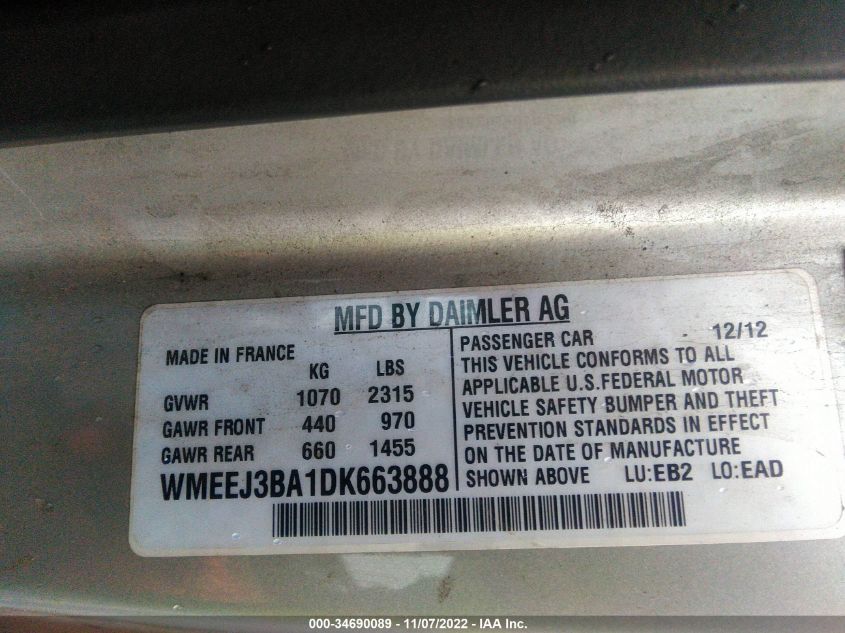 MFD BY DAIMLER AG
MADE IN FRANCE
KG LBS
GVWR 1070 2315
GAWR FRONT 440 970
GAWR REAR 660 1455
WMEEJ3BA1DK663888
PASSENGER CAR - 12/12
THIS VEHICLE CONFORMS TO ALL
APPLICABLE U.S.FEDERAL MOTOR
VEHICLE SAFETY BUMPER AND THEFT
PREVENTION STANDARDS IN EFFECT
ON THE DATE OF MANUFACTURE
SHOWN ABOVE LU:EB2 LO:EAD
000-34690089 - 11/07/2022 - IAA Inc.